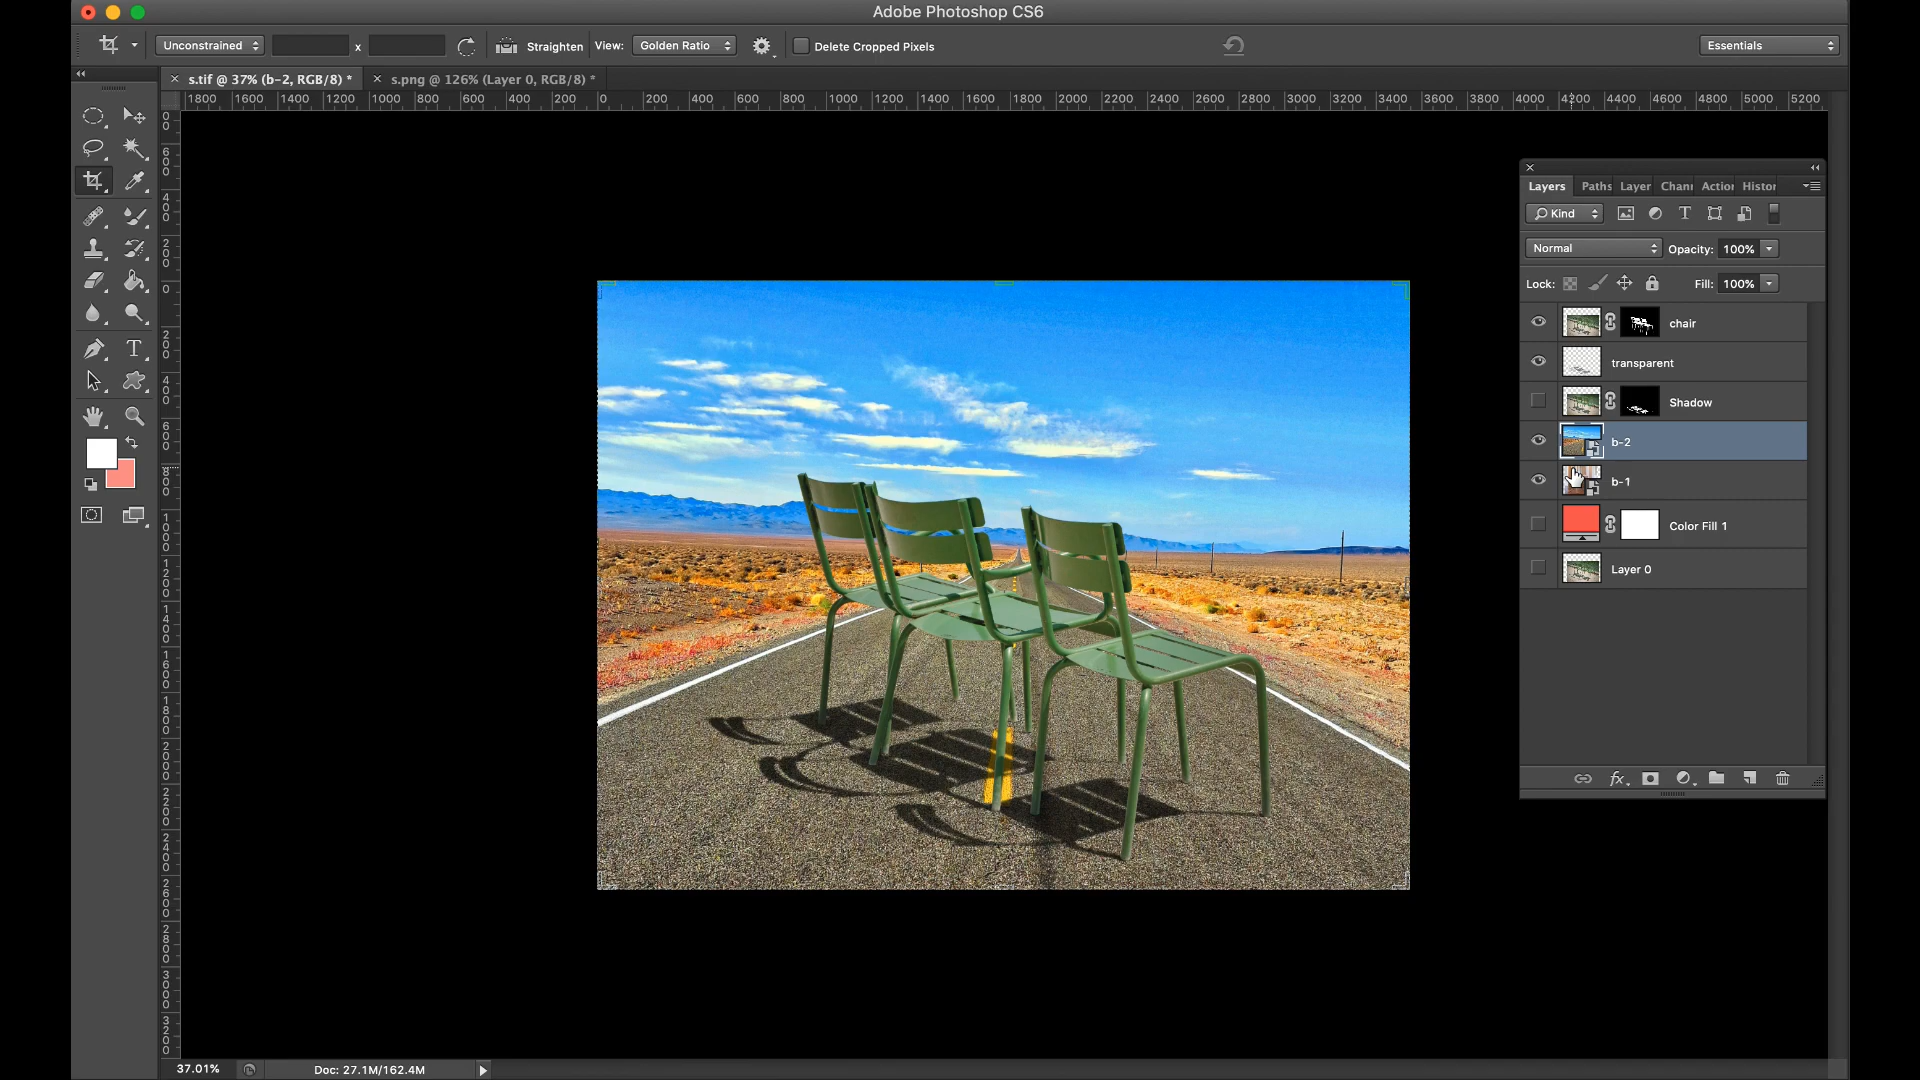 Adobe Photoshop CS6
Unconstrained x Straighten View: Golden Ratio Delete Cropped Pixels Essentials
s.tif @ 37% (b-2, RGB/8) * s.png @ 126% (Layer 0, RGB/8) *
1800 1600 1400 1200 1000 800 600 400 200 0 200 400 600 800 1000 1200 1400 1600 1800 2000 2200 2400 2600 2800 3000 3200 3400 3600 3800 4000 4200 4400 4600 4800 5000 5200
Layers Paths Layer Chann Action Histor
Kind
Normal Opacity: 100%
Lock: Fill: 100%
chair
transparent
Shadow
b-2
b-1
Color Fill 1
Layer 0
37.01% Doc: 27.1M/162.4M